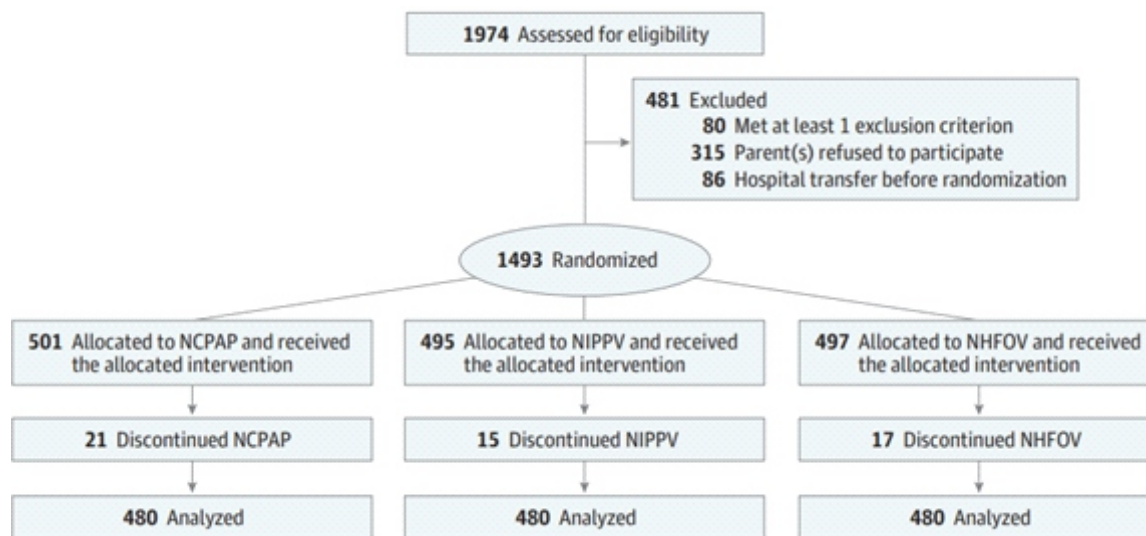 1974 Assessed for eligibility
481 Excluded
80 Met at least 1 exclusion criterion
315 Parent(s) refused to participate
86 Hospital transfer before randomization
1493 Randomized
501 Allocated to NCPAP and received
the allocated intervention
495 Allocated to NIPPV and received
the allocated intervention
497 Allocated to NHFOV and received
the allocated intervention
21 Discontinued NCPAP
15 Discontinued NIPPV
17 Discontinued NHFOV
480 Analyzed
480 Analyzed
480 Analyzed